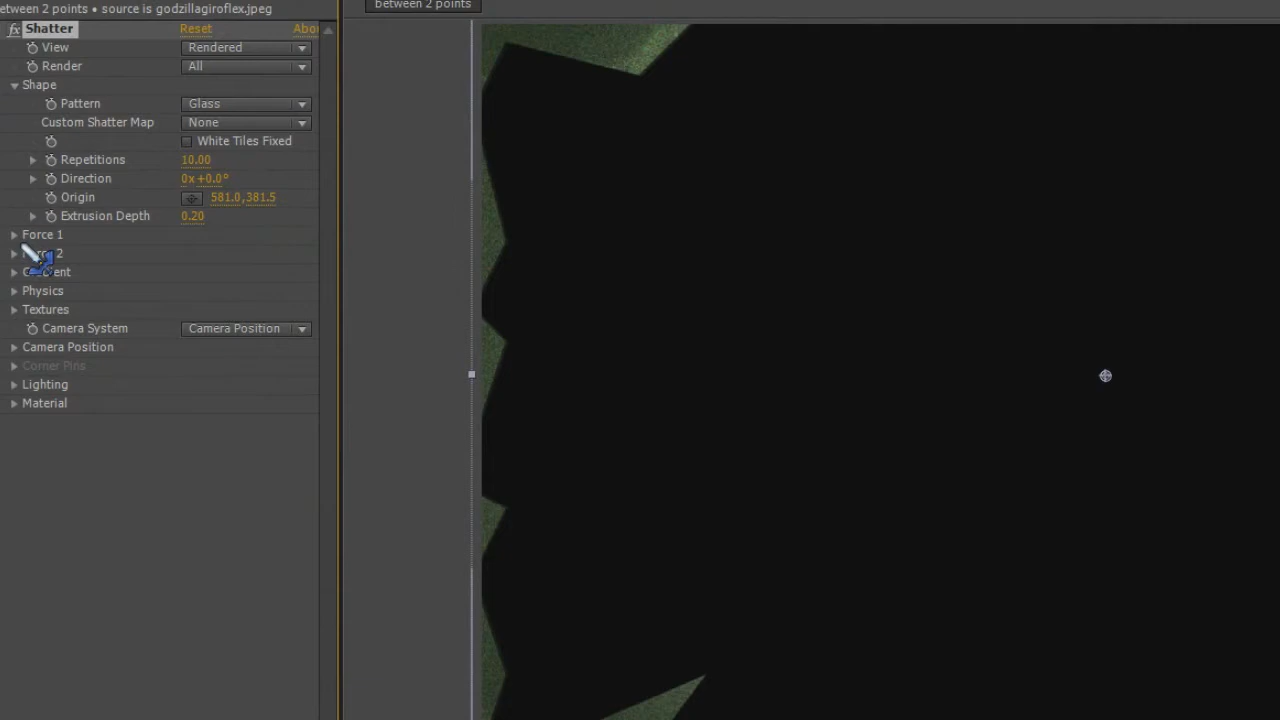 etween 2 points • source is godzillagiroflex.jpeg
between 2 points
fx Shatter Reset Abou
View Rendered
Render All
Shape
Pattern Glass
Custom Shatter Map None
White Tiles Fixed
Repetitions 10.00
Direction 0x+0.0°
Origin 581.0,381.5
Extrusion Depth 0.20
Force 1
2
Physics
Textures
Camera System Camera Position
Camera Position
Corner Pins
Lighting
Material